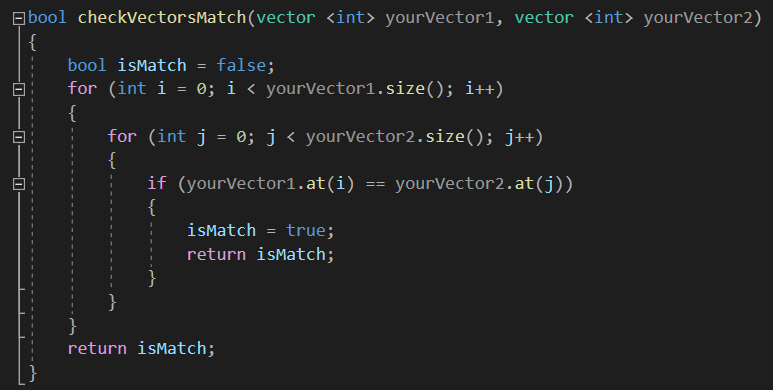 bool checkVectorsMatch(vector <int> yourVector1, vector <int> yourVector2)
{
    bool isMatch = false;
    for (int i = 0; i < yourVector1.size(); i++)
    {
        for (int j = 0; j < yourVector2.size(); j++)
        {
            if (yourVector1.at(i) == yourVector2.at(j))
            {
                isMatch = true;
                return isMatch;
            }
        }
    }
    return isMatch;
}